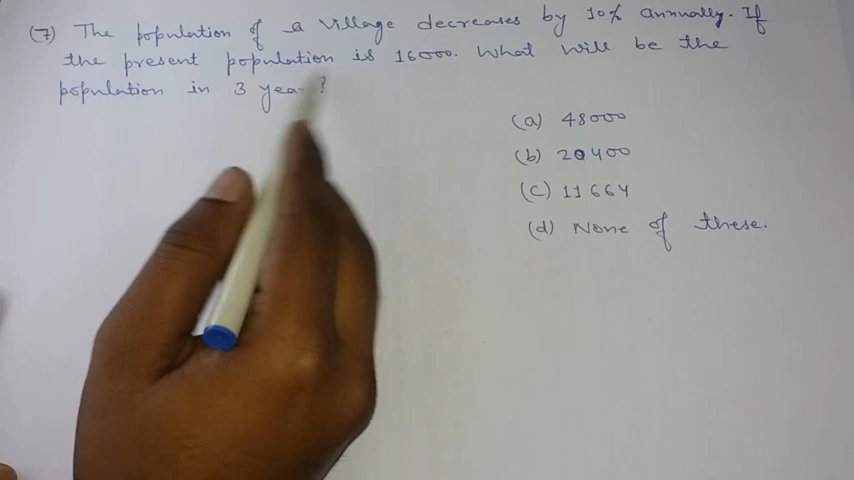 (7) The population of a village decreases by 10% annually. If
the present population is 16000. What will be the
population in 3 year ?
(a) 48000
(b) 20400
(c) 11664
(d) None of these.